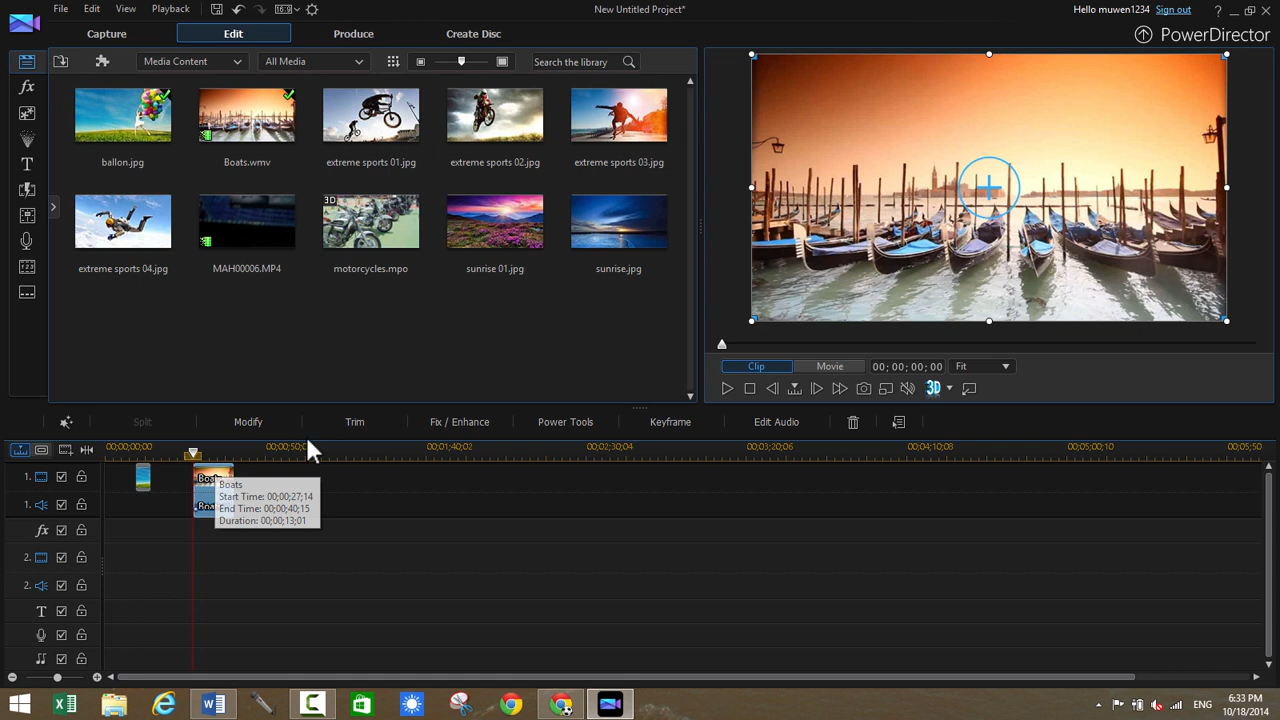 File Edit View Playback 16:9 New Untitled Project* Hello muwen1234 Sign out ?
Capture Edit Produce Create Disc PowerDirector
Media Content All Media Search the library
ballon.jpg Boats.wmv extreme sports 01.jpg extreme sports 02.jpg extreme sports 03.jpg
3D
extreme sports 04.jpg MAH00006.MP4 motorcycles.mpo sunrise 01.jpg sunrise.jpg
Clip Movie 00; 00; 00; 00 Fit
3D
Split Modify Trim Fix / Enhance Power Tools Keyframe Edit Audio
00;00;00;00 00;00;50;0 00;01;40;02 00;02;30;04 00;03;20;06 00;04;10;08 00;05;00;10 00;05;50
1. Boats
Boats
Start Time: 00;00;27;14
1. Boa End Time: 00;00;40;15
Duration: 00;00;13;01
fx
2.
2.
T
ENG 6:33 PM
10/18/2014